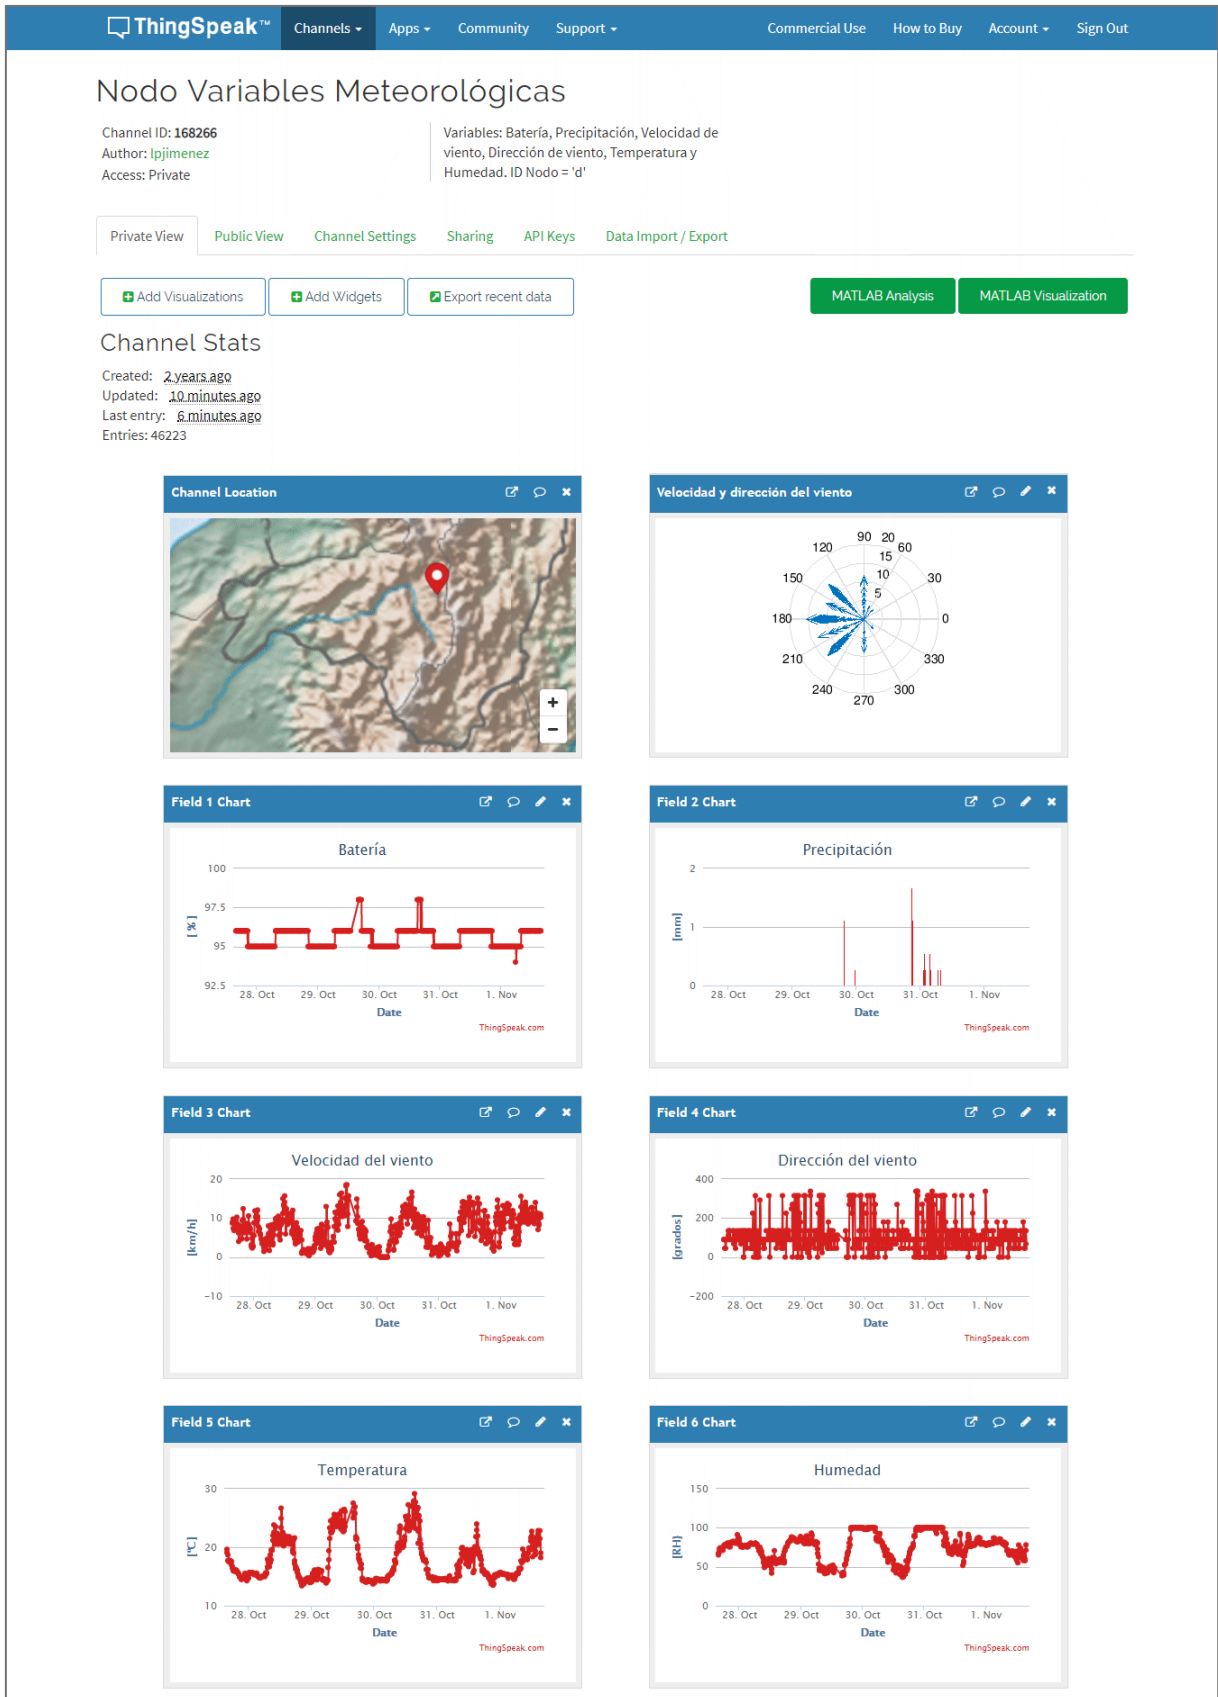 ThingSpeak™ Channels Apps Community Support Commercial Use How to Buy Account Sign Out
Nodo Variables Meteorológicas
Channel ID: 168266
Author: lpjimenez
Access: Private
Variables: Batería, Precipitación, Velocidad de
viento, Dirección de viento, Temperatura y
Humedad. ID Nodo = 'd'
Private View Public View Channel Settings Sharing API Keys Data Import / Export
Add Visualizations Add Widgets Export recent data MATLAB Analysis MATLAB Visualization
Channel Stats
Created: 2 years ago
Updated: 10 minutes ago
Last entry: 6 minutes ago
Entries: 46223
Channel Location
+
−
Velocidad y dirección del viento
90 20
120 15 60
150 10 30
5
180 0
210 330
240 300
270
Field 1 Chart
Batería
100
97.5
95
92.5
[ % ]
28. Oct 29. Oct 30. Oct 31. Oct 1. Nov
Date
ThingSpeak.com
Field 2 Chart
Precipitación
2
1
0
[mm]
28. Oct 29. Oct 30. Oct 31. Oct 1. Nov
Date
ThingSpeak.com
Field 3 Chart
Velocidad del viento
20
10
0
−10
[km/h]
28. Oct 29. Oct 30. Oct 31. Oct 1. Nov
Date
ThingSpeak.com
Field 4 Chart
Dirección del viento
400
200
0
−200
[grados]
28. Oct 29. Oct 30. Oct 31. Oct 1. Nov
Date
ThingSpeak.com
Field 5 Chart
Temperatura
30
20
10
[ºC]
28. Oct 29. Oct 30. Oct 31. Oct 1. Nov
Date
ThingSpeak.com
Field 6 Chart
Humedad
150
100
50
0
[RH)
28. Oct 29. Oct 30. Oct 31. Oct 1. Nov
Date
ThingSpeak.com